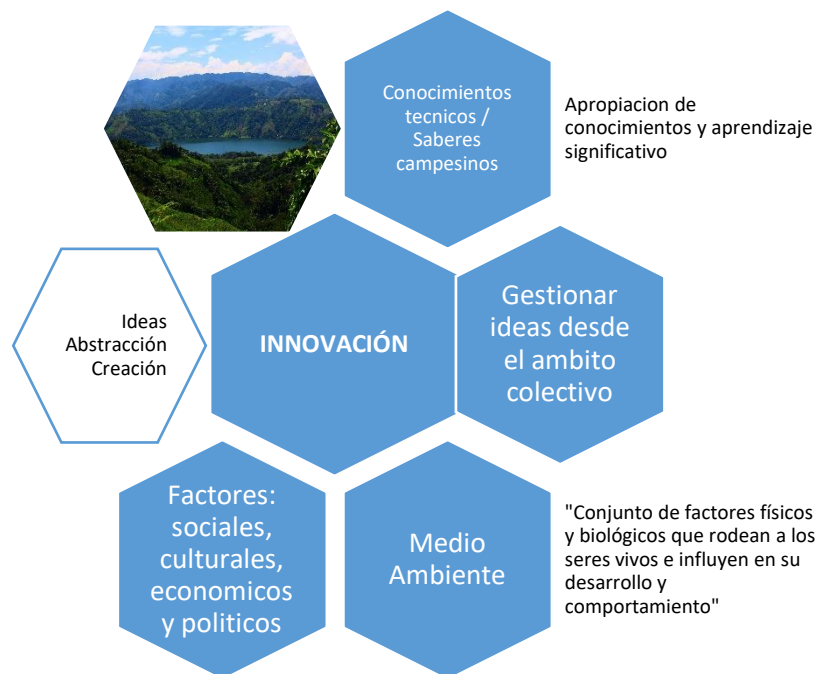 Conocimientos
tecnicos /
Saberes
campesinos
Apropiacion de
conocimientos y aprendizaje
significativo
Ideas
Abstracción
Creación
INNOVACIÓN
Gestionar
ideas desde
el ambito
colectivo
Factores:
sociales,
culturales,
economicos
y politicos
Medio
Ambiente
"Conjunto de factores físicos
y biológicos que rodean a los
seres vivos e influyen en su
desarrollo y
comportamiento"